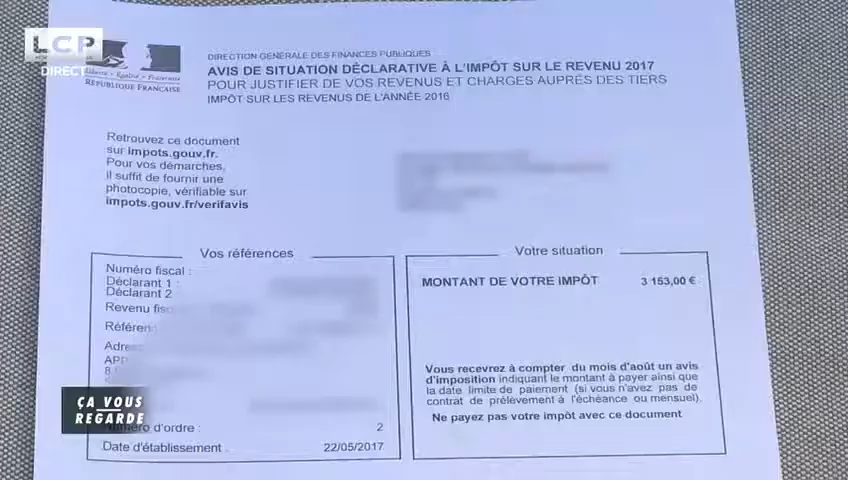 LCP
DIRECT
Liberté • Égalité • Fraternité
RÉPUBLIQUE FRANÇAISE
DIRECTION GÉNÉRALE DES FINANCES PUBLIQUES
AVIS DE SITUATION DÉCLARATIVE À L'IMPÔT SUR LE REVENU 2017
POUR JUSTIFIER DE VOS REVENUS ET CHARGES AUPRÈS DES TIERS
IMPÔT SUR LES REVENUS DE L'ANNÉE 2016
Retrouvez ce document
sur impots.gouv.fr.
Pour vos démarches,
il suffit de fournir une
photocopie, vérifiable sur
impots.gouv.fr/verifavis
Vos références
Numéro fiscal :
Déclarant 1 :
Déclarant 2
Revenu fisc
Référen
Adres
APP
8
ÇA VOUS
REGARDE
Numéro d'ordre : 2
Date d'établissement : 22/05/2017
Votre situation
MONTANT DE VOTRE IMPÔT 3 153,00 €
Vous recevrez à compter du mois d'août un avis
d'imposition indiquant le montant à payer ainsi que
la date limite de paiement (si vous n'avez pas de
contrat de prélèvement à l'échéance ou mensuel).
Ne payez pas votre impôt avec ce document